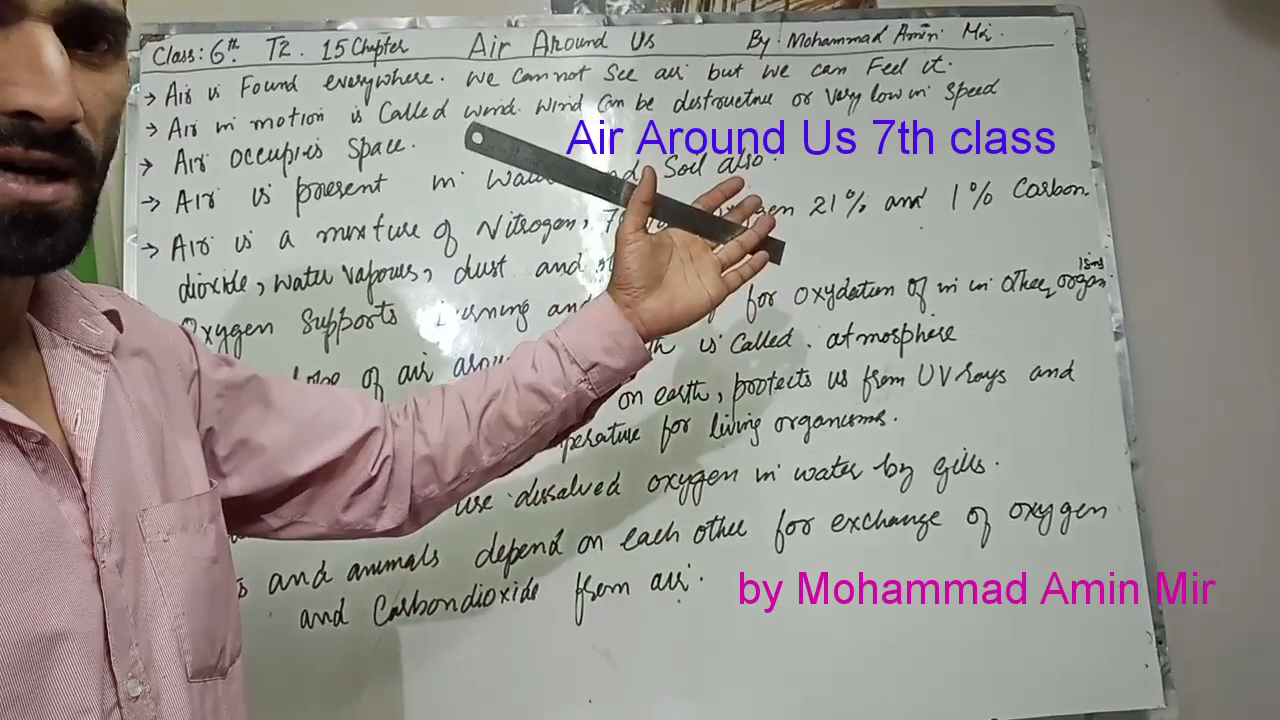 Class: 6th T2. 15 Chapter Air Around Us By: Mohammad Amin Mir.
→ Air is Found everywhere. We Cannot See air but we can Feel it.
→ Air in motion is Called wind. Wind Can be destructive or very low in Speed
→ Air Occupies Space.
Air Around Us 7th class
→ Air is present in Soil also.
→ Air is a mixture of Nitrogen, 21% and 1% Carbon.
dioxide, Water vapours, dust and
Oxygen Supports and for Oxydation of in in Other organisms
of air is Called. atmosphere
on earth, protects us from UV rays and
for living organisms.
use dissolved oxygen in water by gills.
and animals depend on each other for exchange of oxygen
and Carbondioxide from air.
by Mohammad Amin Mir